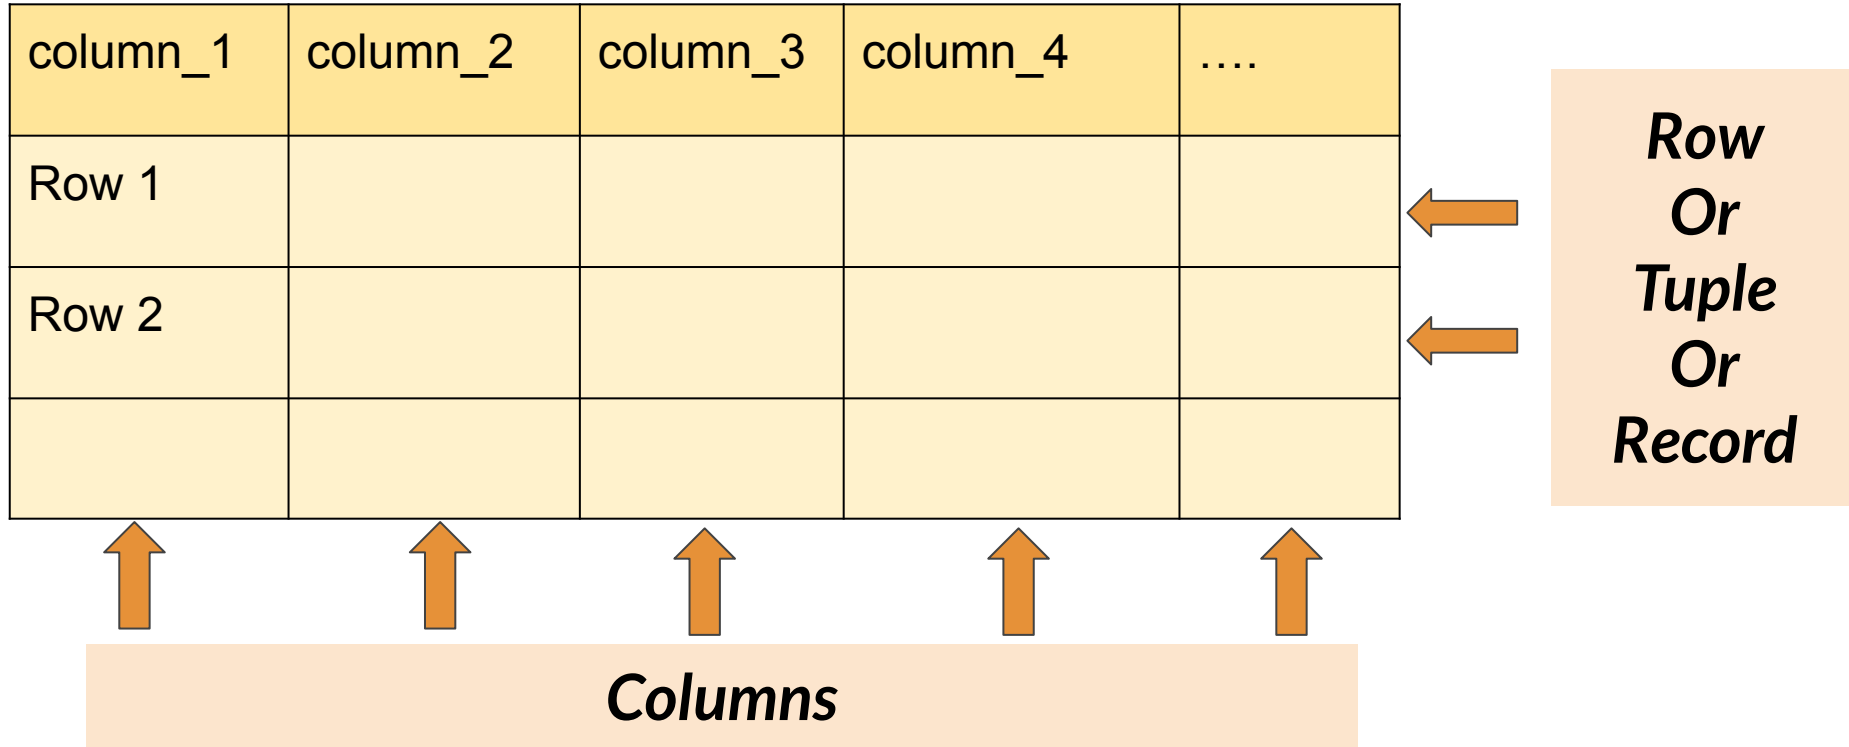 column_1 column_2 column_3 column_4 ....
Row 1
Row 2
Row
Or
Tuple
Or
Record
Columns